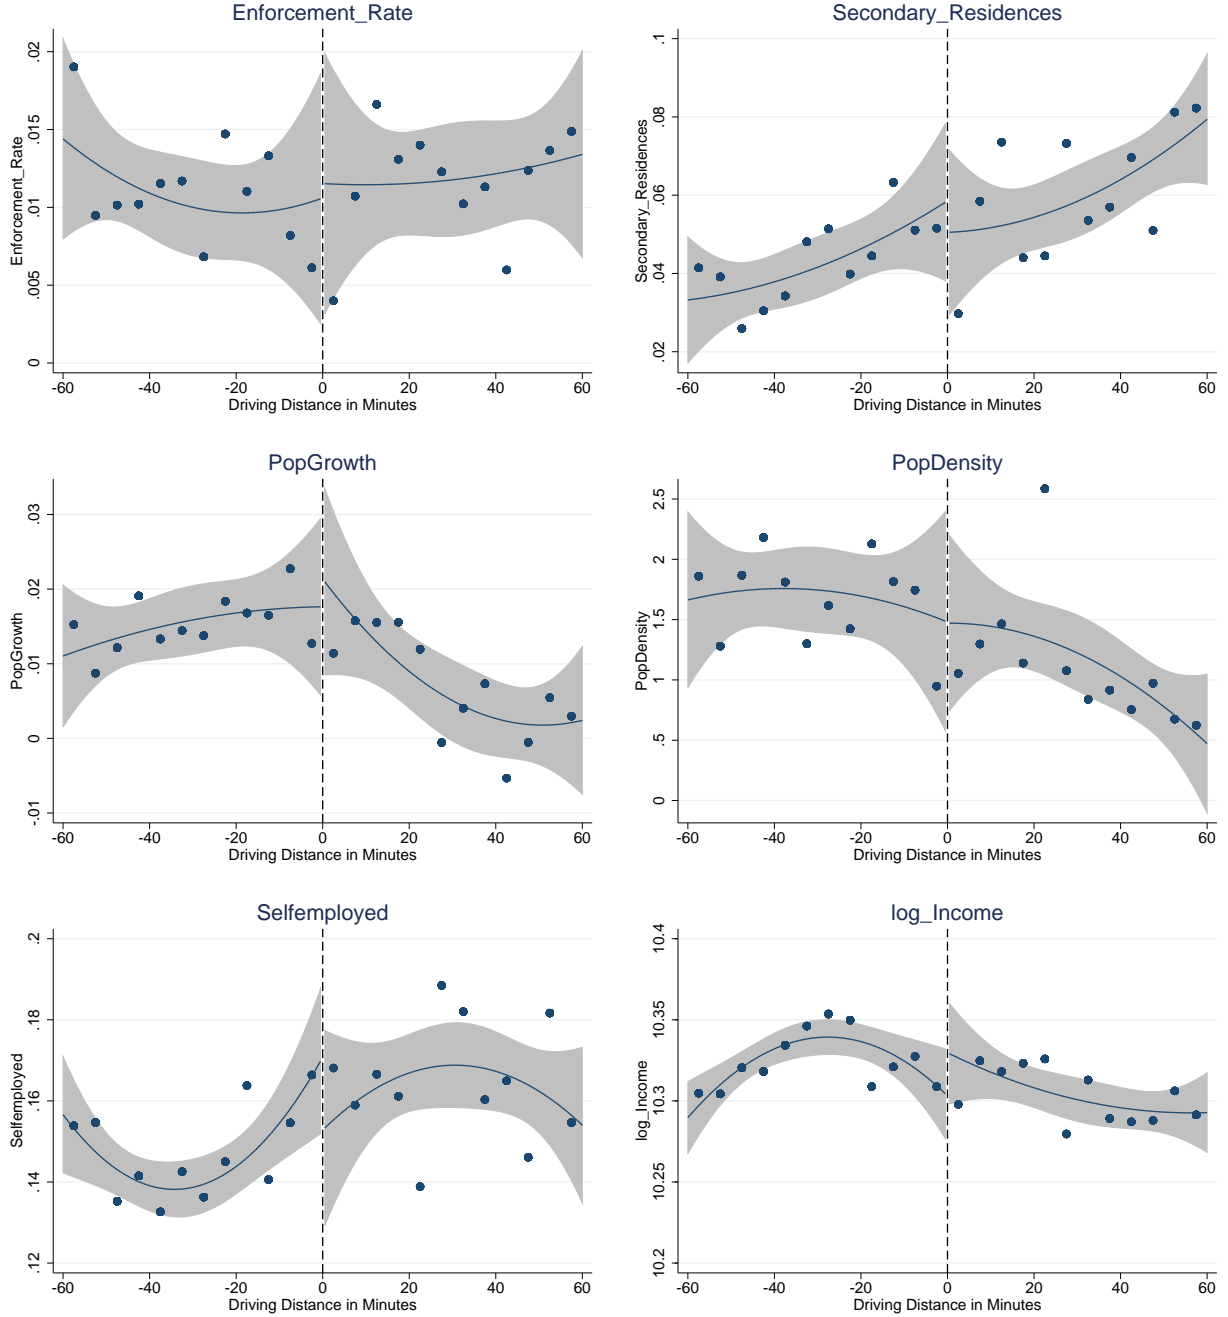 Enforcement_Rate
Enforcement_Rate
.02
.015
.01
.005
0
-60 -40 -20 0 20 40 60
Driving Distance in Minutes
Secondary_Residences
Secondary_Residences
.1
.08
.06
.04
.02
-60 -40 -20 0 20 40 60
Driving Distance in Minutes
PopGrowth
PopGrowth
.03
.02
.01
0
-.01
-60 -40 -20 0 20 40 60
Driving Distance in Minutes
PopDensity
PopDensity
2.5
2
1.5
1
.5
0
-60 -40 -20 0 20 40 60
Driving Distance in Minutes
Selfemployed
Selfemployed
.2
.18
.16
.14
.12
-60 -40 -20 0 20 40 60
Driving Distance in Minutes
log_Income
log_Income
10.4
10.35
10.3
10.25
10.2
-60 -40 -20 0 20 40 60
Driving Distance in Minutes